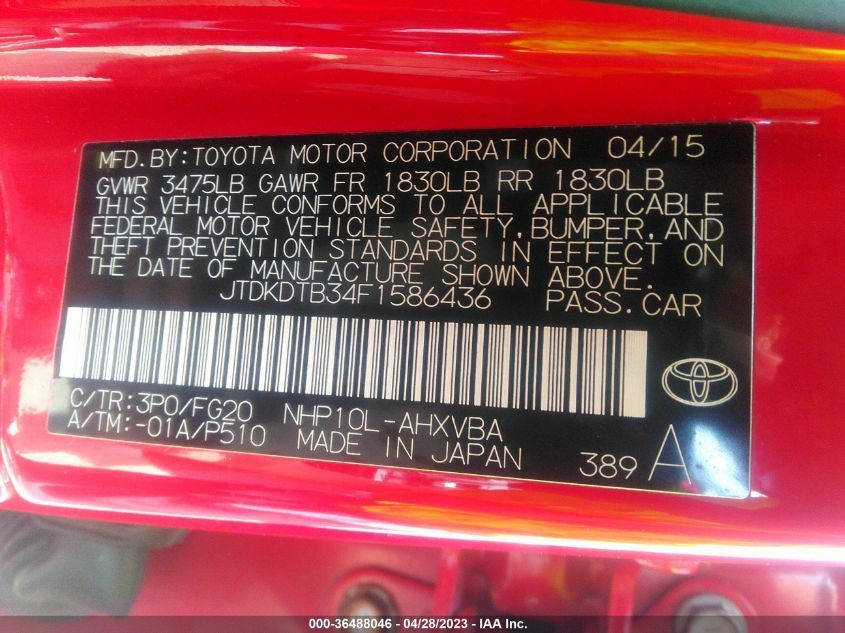 MFD.BY:TOYOTA MOTOR CORPORATION 04/15
GVWR 3475LB GAWR FR 1830LB RR 1830LB
THIS VEHICLE CONFORMS TO ALL APPLICABLE
FEDERAL MOTOR VEHICLE SAFETY,BUMPER,AND
THEFT PREVENTION STANDARDS IN EFFECT ON
THE DATE OF MANUFACTURE SHOWN ABOVE.
JTDKDTB34F1586436 PASS.CAR
C/TR:3P0/FG20 NHP10L-AHXVBA
A/TM:-01A/P510 MADE IN JAPAN
389 A
000-36488046 / 04/28/2023 - IAA Inc.